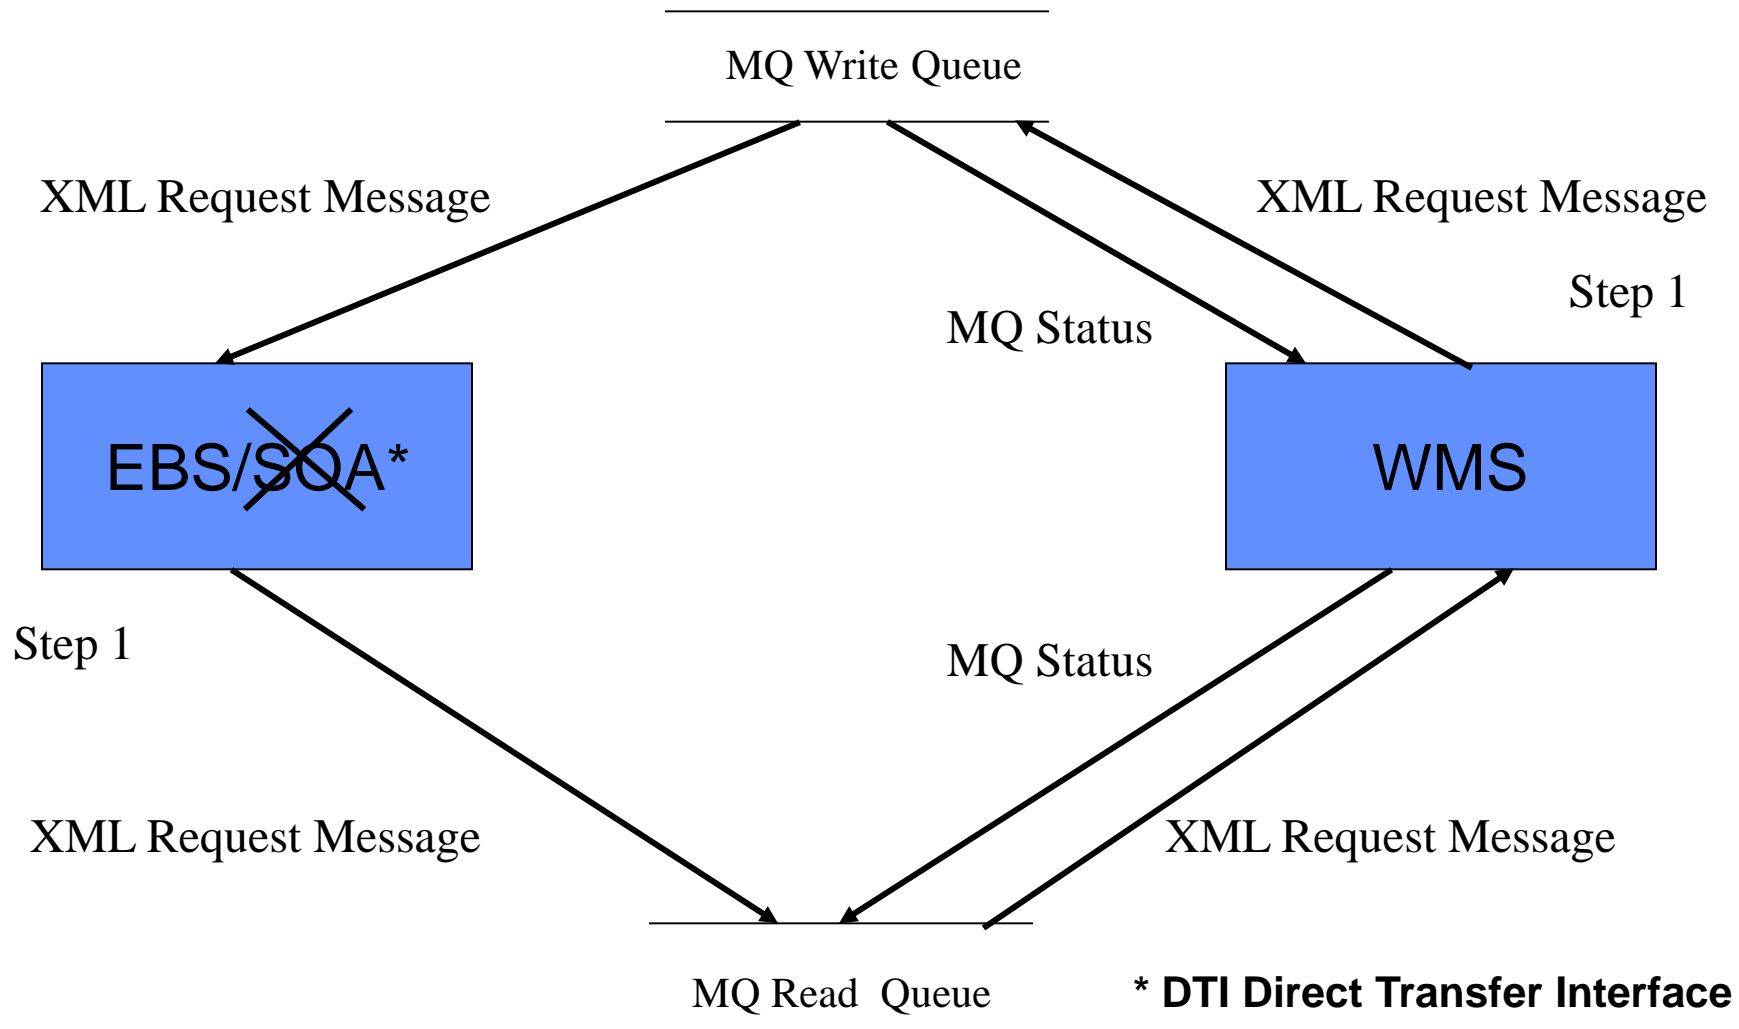 MQ Write Queue
XML Request Message
XML Request Message
Step 1
MQ Status
EBS/SOA*
WMS
Step 1
MQ Status
XML Request Message
XML Request Message
MQ Read Queue
* DTI Direct Transfer Interface